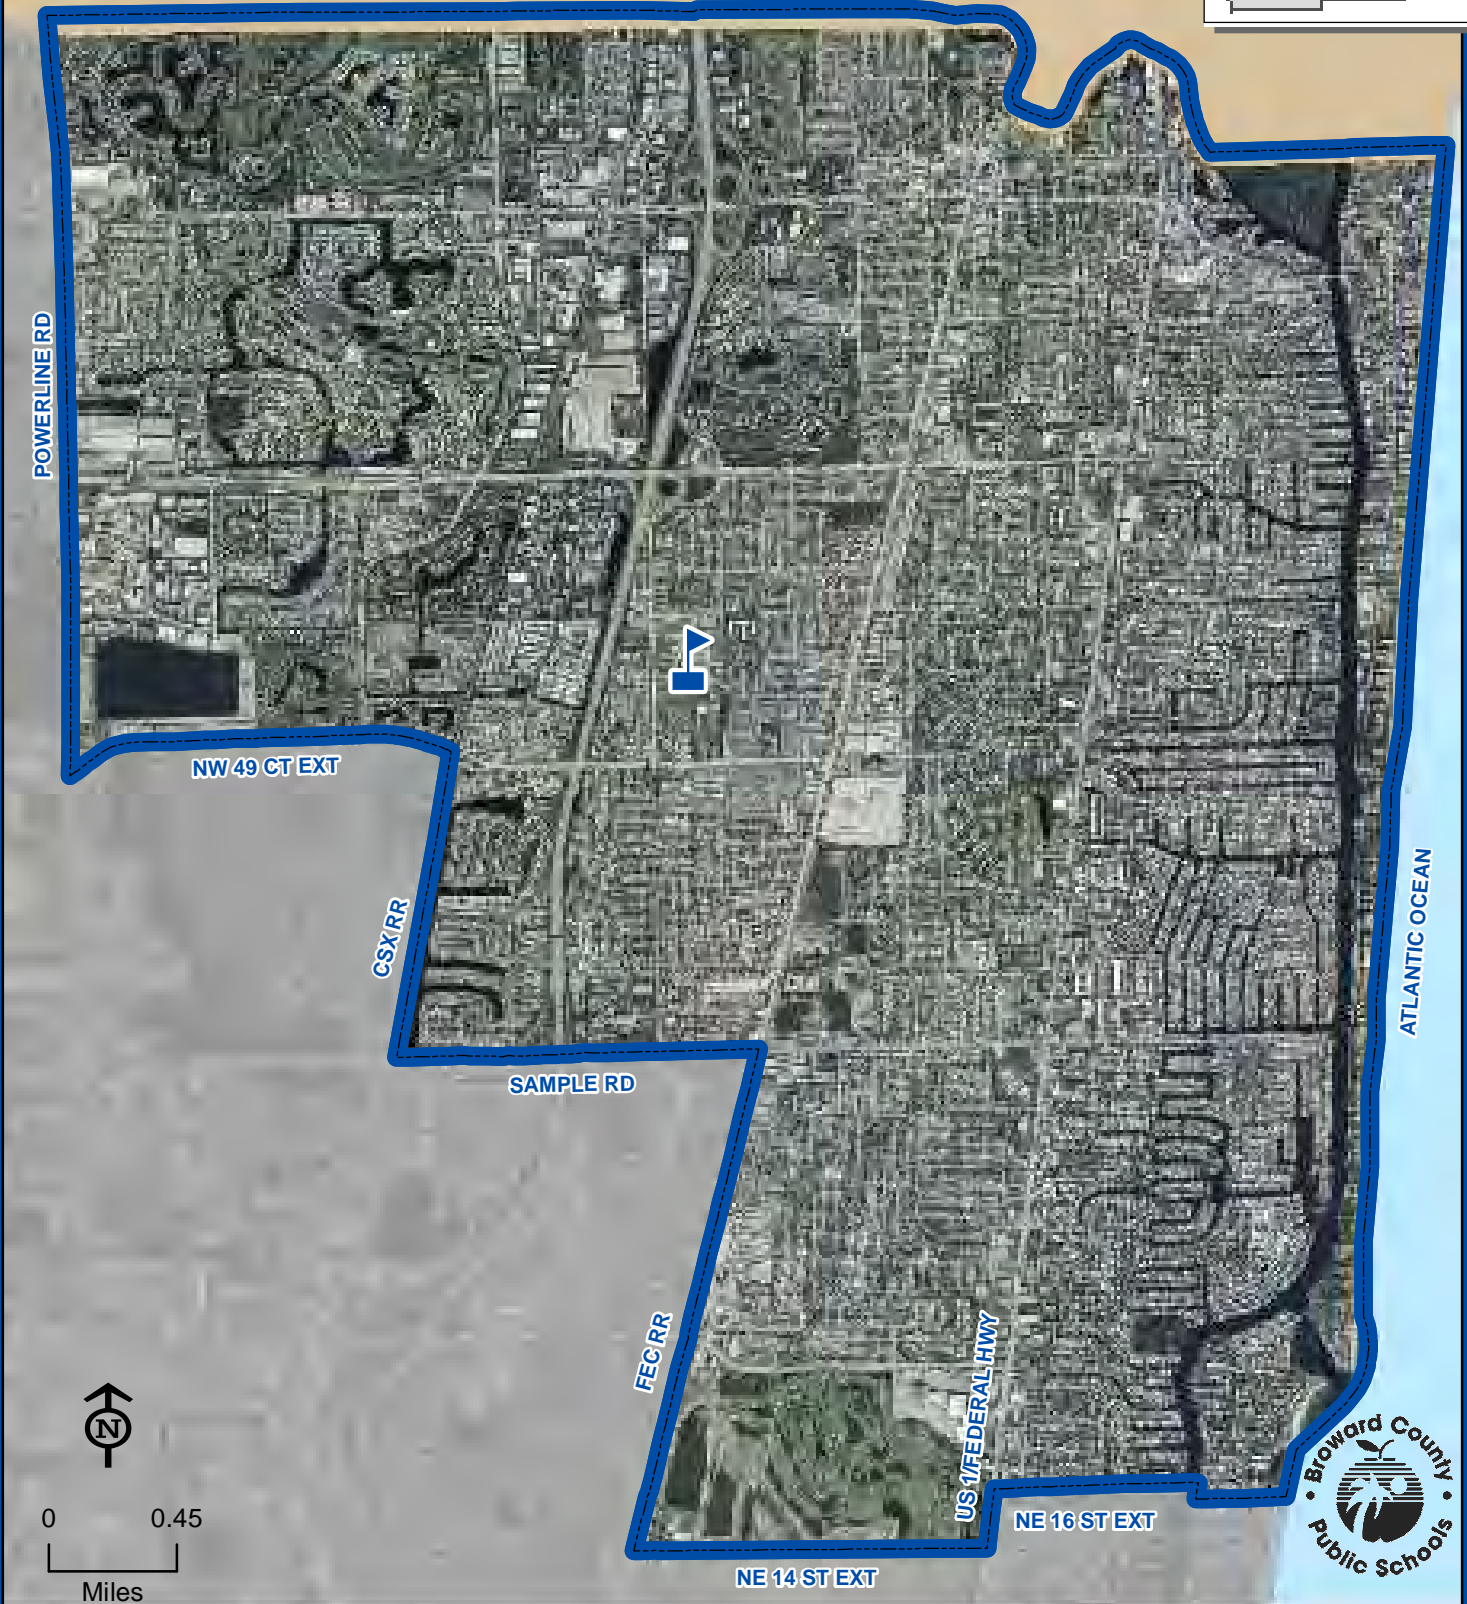 POWERLINE RD
NW 49 CT EXT
CSX RR
ATLANTIC OCEAN
SAMPLE RD
FEC RR
US 1/FEDERAL HWY
N
0 0.45
Miles
NE 16 ST EXT
NE 14 ST EXT
Broward County
Public Schools